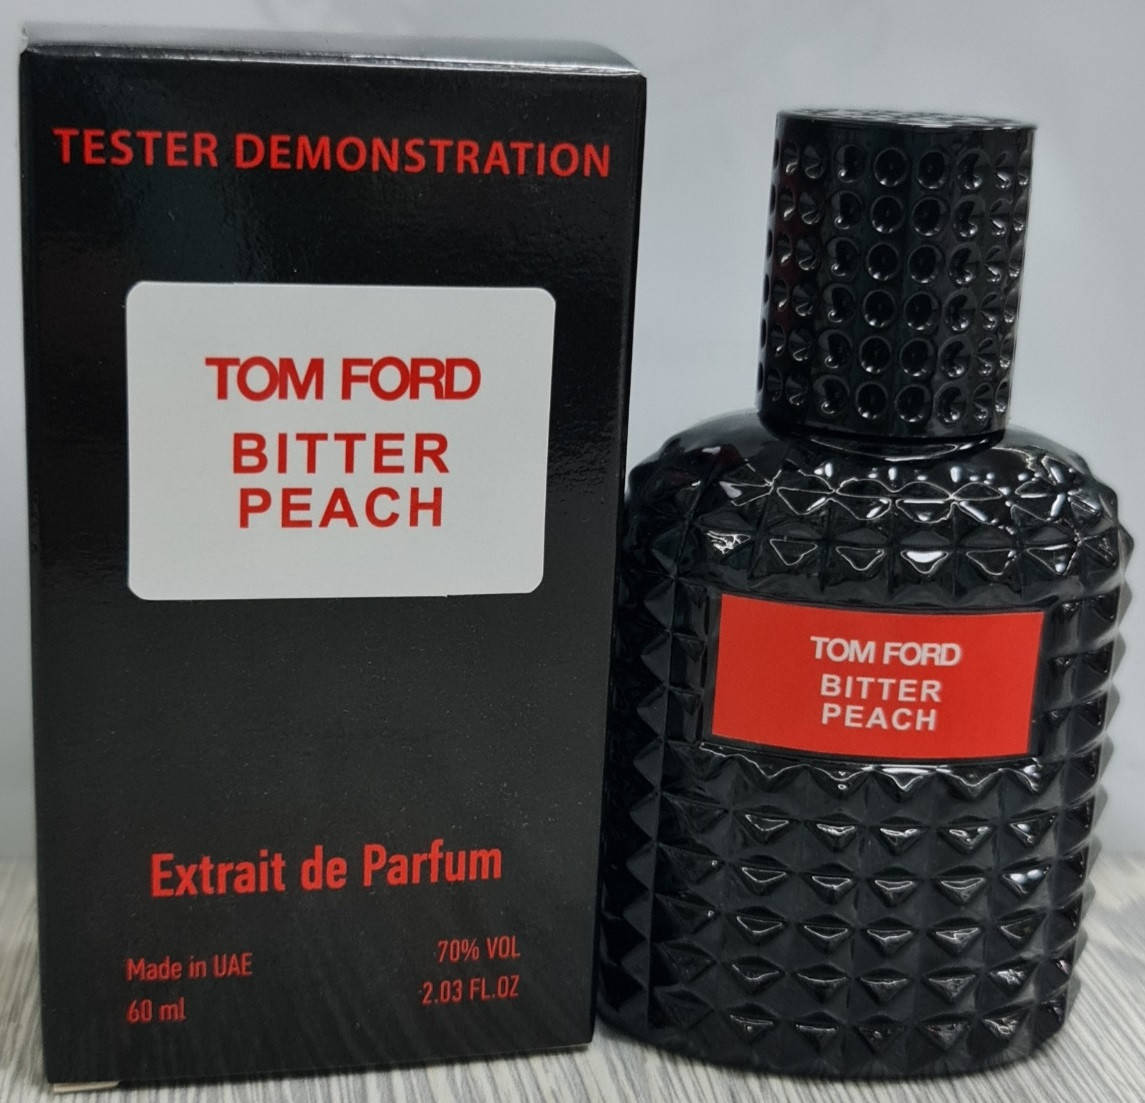 TESTER DEMONSTRATION
TOM FORD
BITTER
PEACH
Extrait de Parfum
Made in UAE
70% VOL
60 ml
2.03 FL.OZ
TOM FORD
BITTER
PEACH